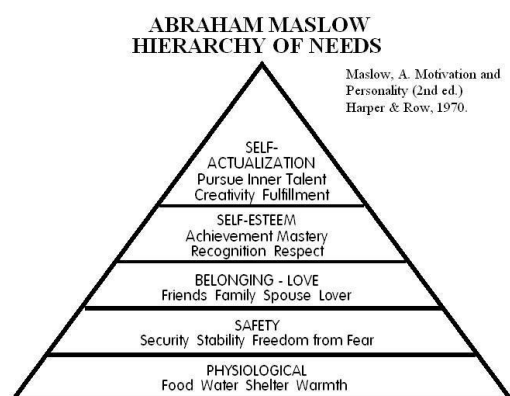 ABRAHAM MASLOW
HIERARCHY OF NEEDS
Maslow, A. Motivation and
Personality (2nd ed.)
Harper & Row, 1970.
SELF-
ACTUALIZATION
Pursue Inner Talent
Creativity Fulfillment
SELF-ESTEEM
Achievement Mastery
Recognition Respect
BELONGING - LOVE
Friends Family Spouse Lover
SAFETY
Security Stability Freedom from Fear
PHYSIOLOGICAL
Food Water Shelter Warmth